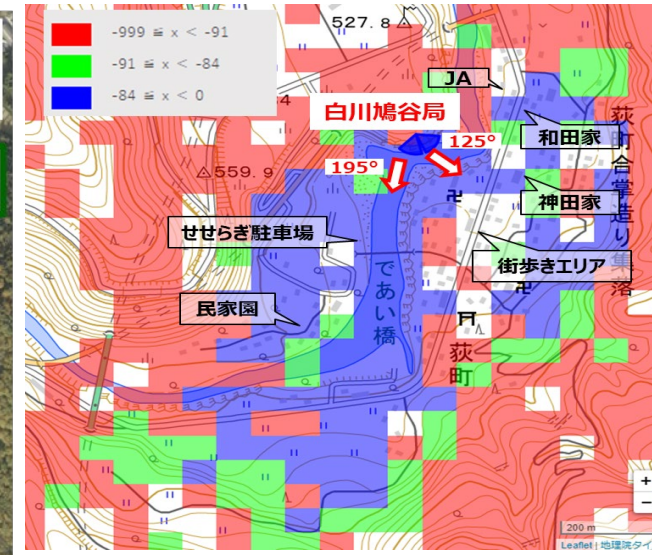 -999 ≦ x < -91
-91 ≦ x < -84
-84 ≦ x < 0
527.8
JA
白川鳩谷局
125°
195°
和田家
559.9
卍
神田家
荻町合掌造り集落
せせらぎ駐車場
街歩きエリア
卍
民家園
であい橋
荻町
+
−
200 m
Leaflet | 地理院タイ